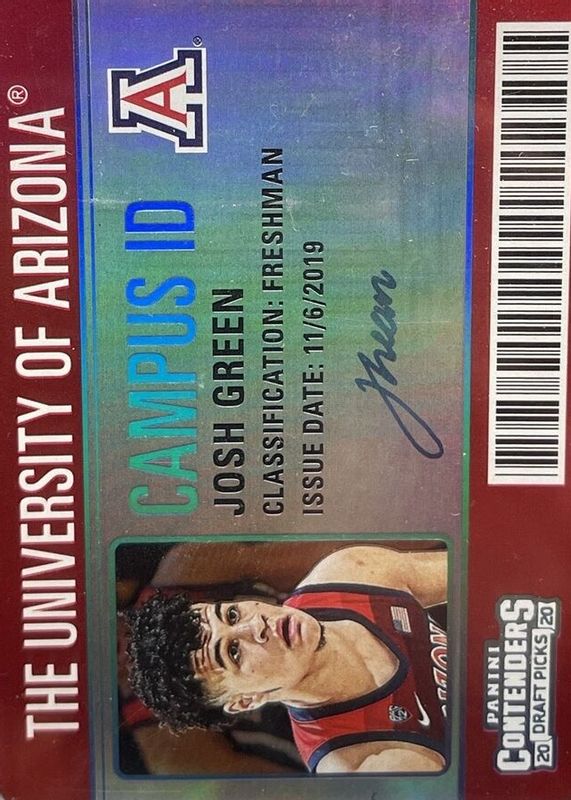 THE UNIVERSITY OF ARIZONA®
A
CAMPUS ID
JOSH GREEN
CLASSIFICATION: FRESHMAN
ISSUE DATE: 11/6/2019
JGreen
PANINI
CONTENDERS
20 DRAFT PICKS 20